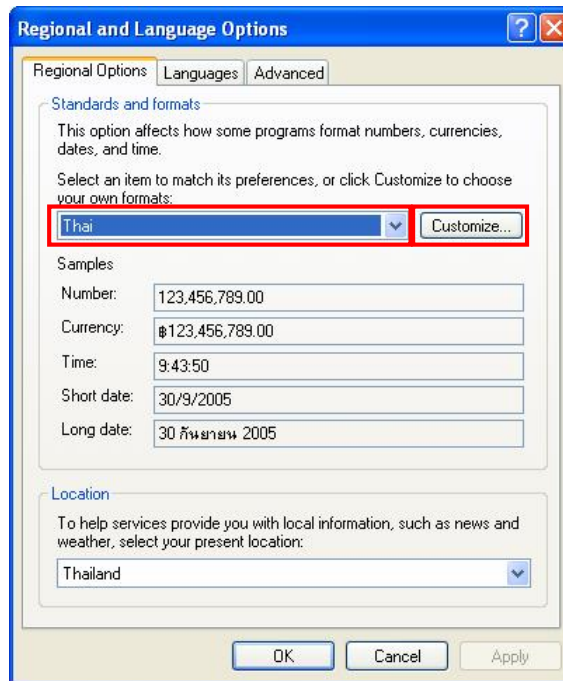 Regional and Language Options
Regional Options Languages Advanced
Standards and formats
This option affects how some programs format numbers, currencies,
dates, and time.
Select an item to match its preferences, or click Customize to choose
your own formats:
Thai Customize...
Samples
Number: 123,456,789.00
Currency: ฿123,456,789.00
Time: 9:43:50
Short date: 30/9/2005
Long date: 30 กันยายน 2005
Location
To help services provide you with local information, such as news and
weather, select your present location:
Thailand
OK Cancel Apply